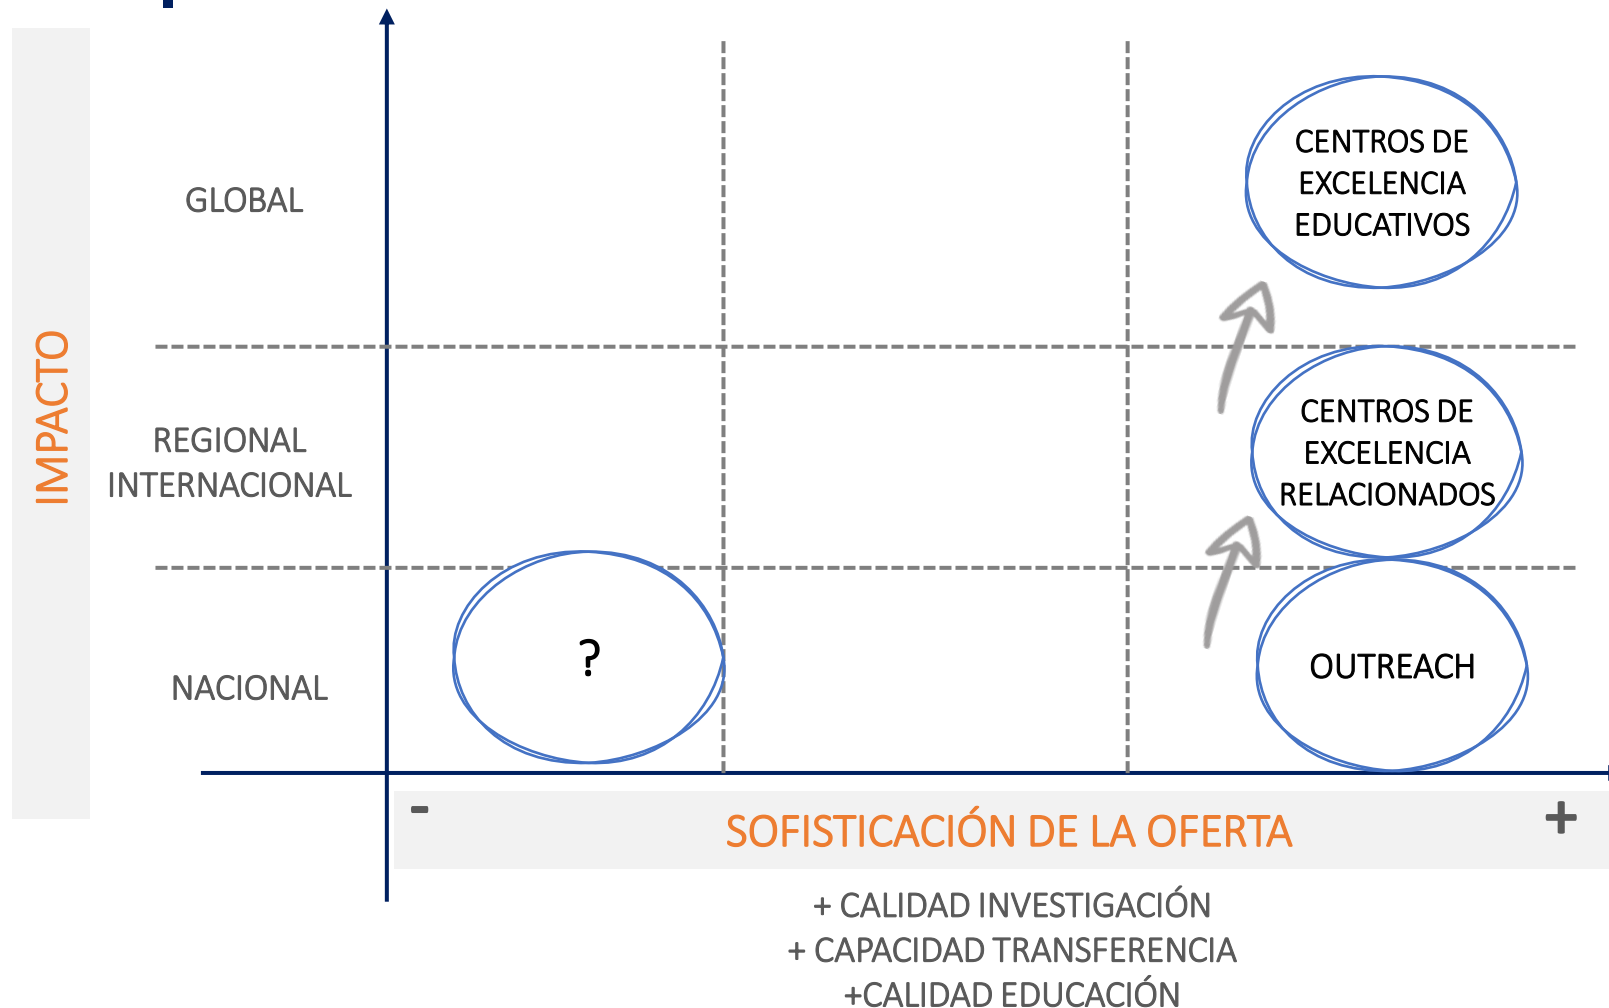 IMPACTO
GLOBAL
REGIONAL
INTERNACIONAL
NACIONAL
CENTROS DE
EXCELENCIA
EDUCATIVOS
CENTROS DE
EXCELENCIA
RELACIONADOS
?
OUTREACH
-
SOFISTICACIÓN DE LA OFERTA
+
+ CALIDAD INVESTIGACIÓN
+ CAPACIDAD TRANSFERENCIA
+CALIDAD EDUCACIÓN